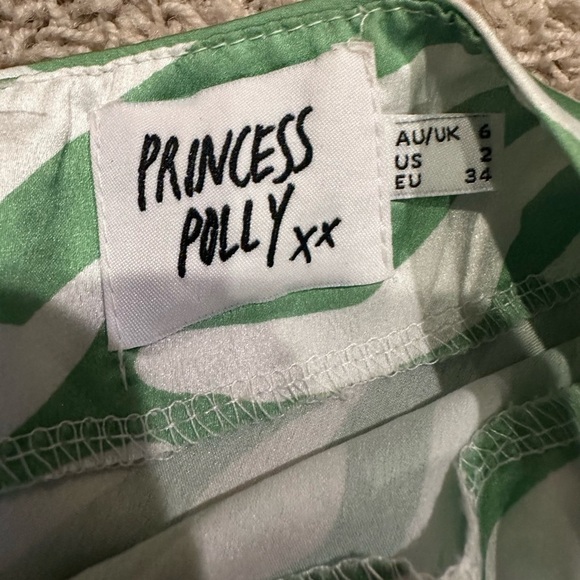 PRINCESS
POLLY xx
AU/UK 6
US 2
EU 34